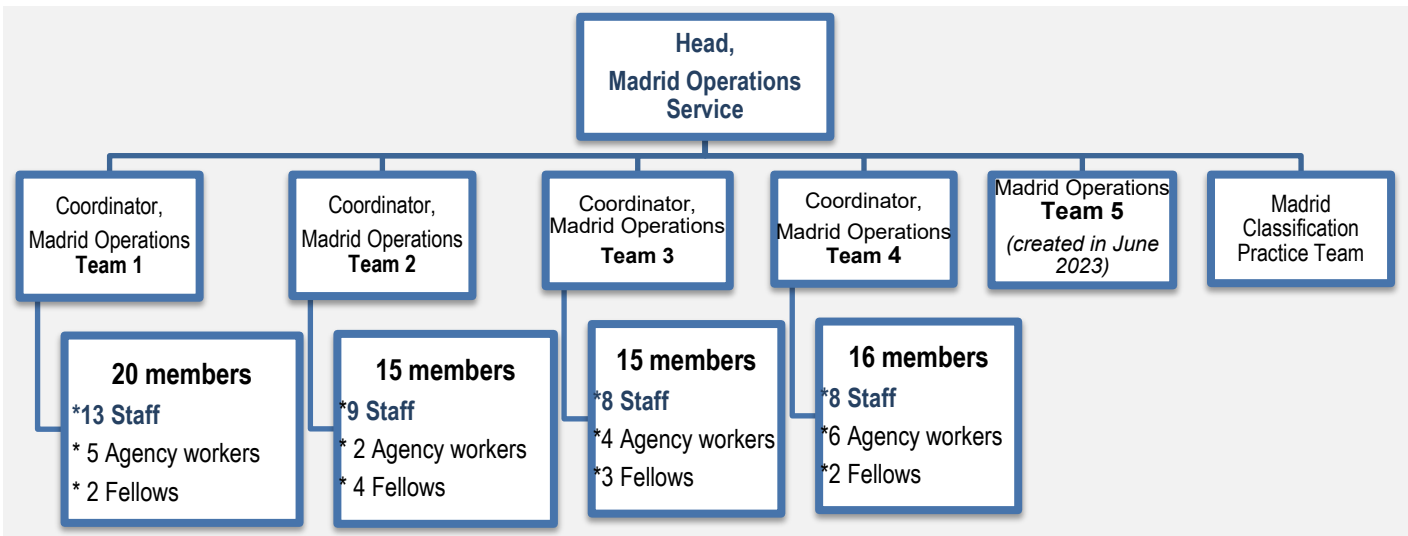 Head,
Madrid Operations
Service
Coordinator,
Madrid Operations
Team 1
Coordinator,
Madrid Operations
Team 2
Coordinator,
Madrid Operations
Team 3
Coordinator,
Madrid Operations
Team 4
Madrid Operations
Team 5
(created in June
2023)
Madrid
Classification
Practice Team
20 members
*13 Staff
* 5 Agency workers
* 2 Fellows
15 members
*9 Staff
* 2 Agency workers
* 4 Fellows
15 members
*8 Staff
*4 Agency workers
*3 Fellows
16 members
*8 Staff
*6 Agency workers
*2 Fellows